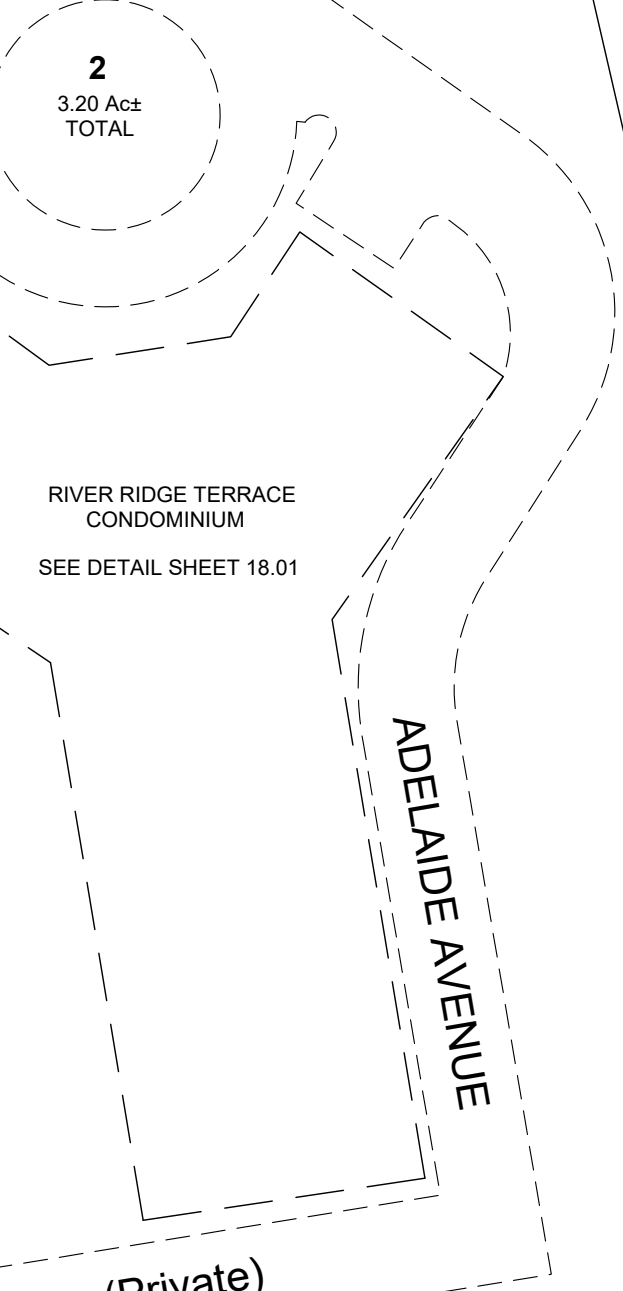 2
3.20 Ac±
TOTAL
RIVER RIDGE TERRACE
CONDOMINIUM
SEE DETAIL SHEET 18.01
ADELAIDE AVENUE
(Private)